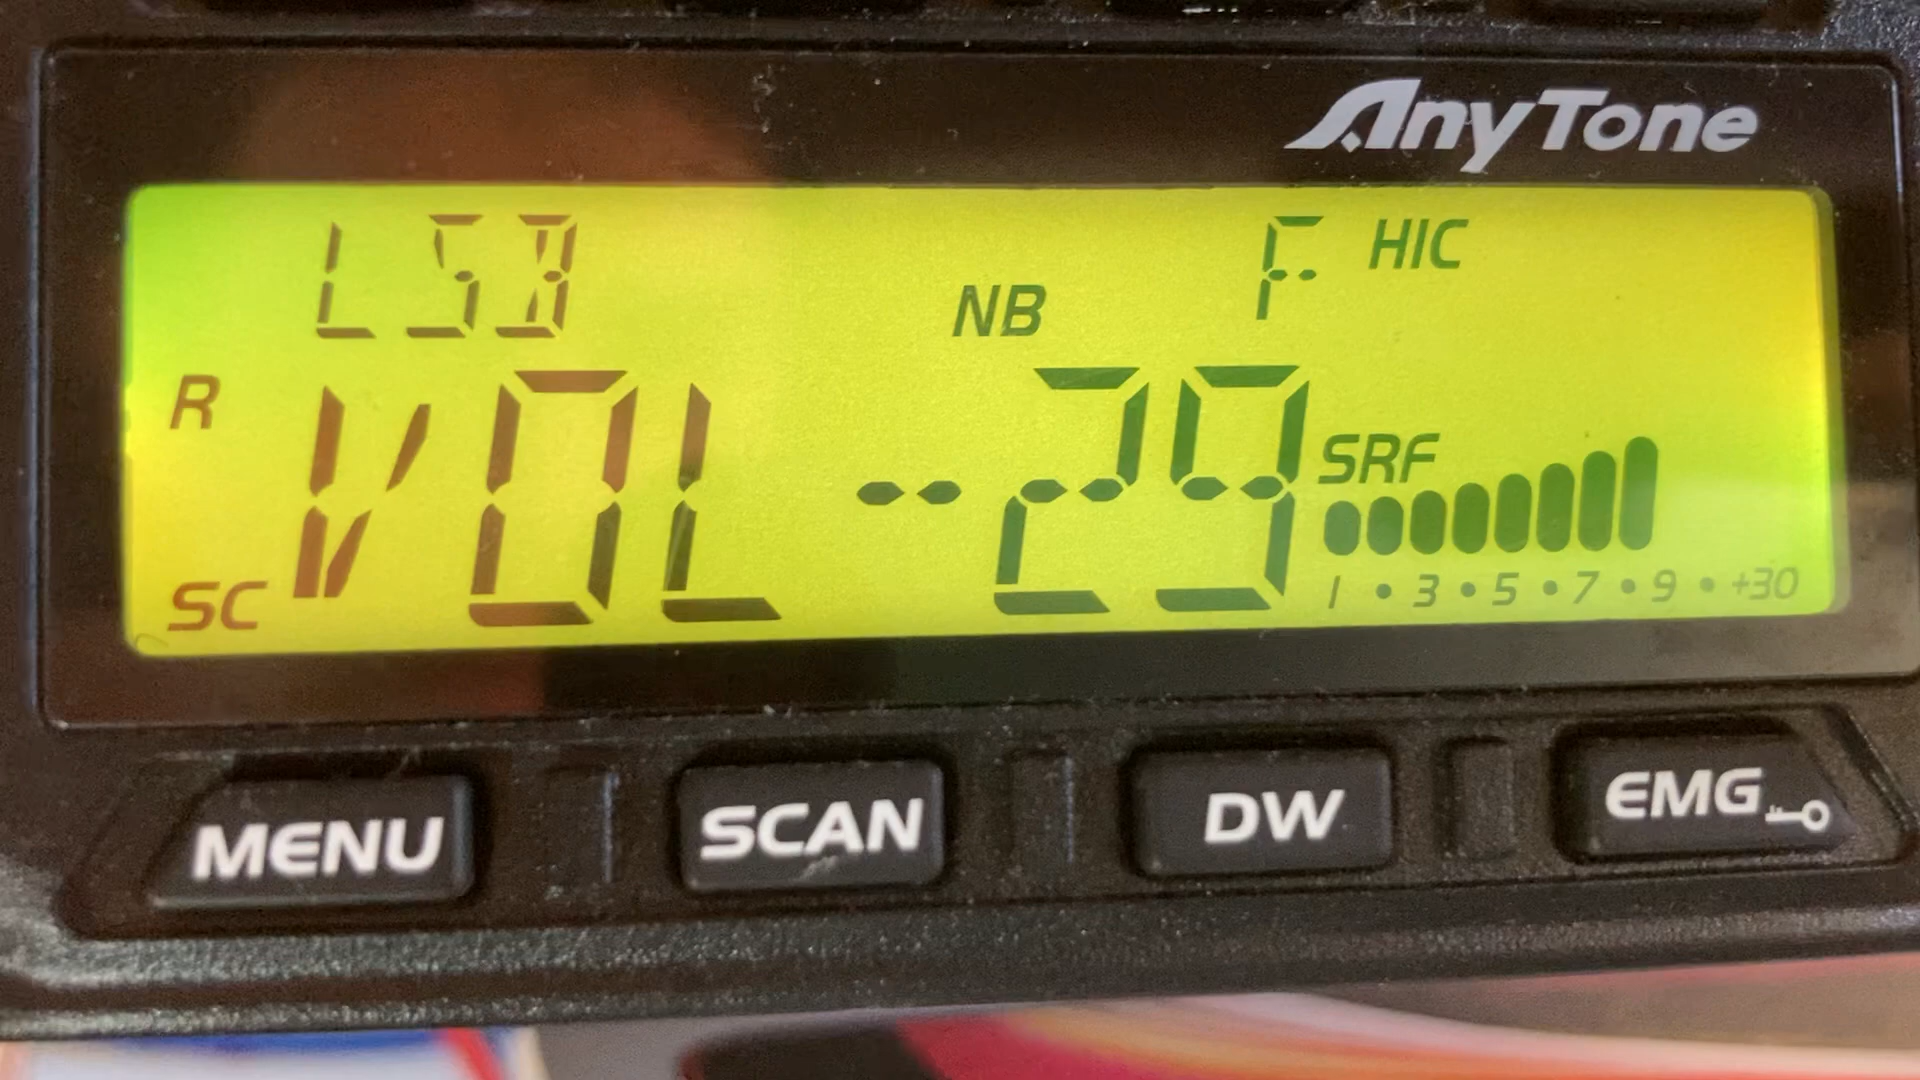 AnyTone
LSB F HIC
NB
R VOL -29 SRF
SC 1 • 3 • 5 • 7 • 9 • +30
MENU SCAN DW EMG